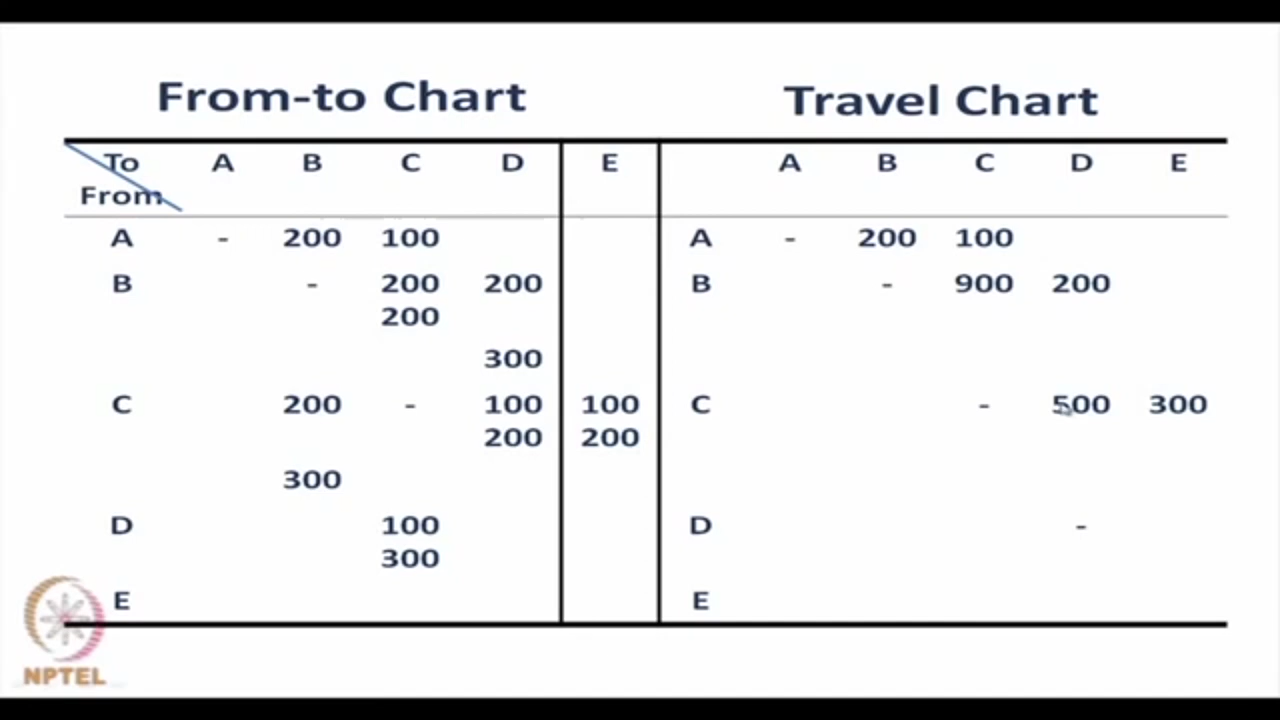 From-to Chart Travel Chart
To A B C D E A B C D E
From
A - 200 100 A - 200 100
B - 200 200 B - 900 200
200
300
C 200 - 100 100 C - 500 300
200 200
300
D 100 D -
300
E E
NPTEL